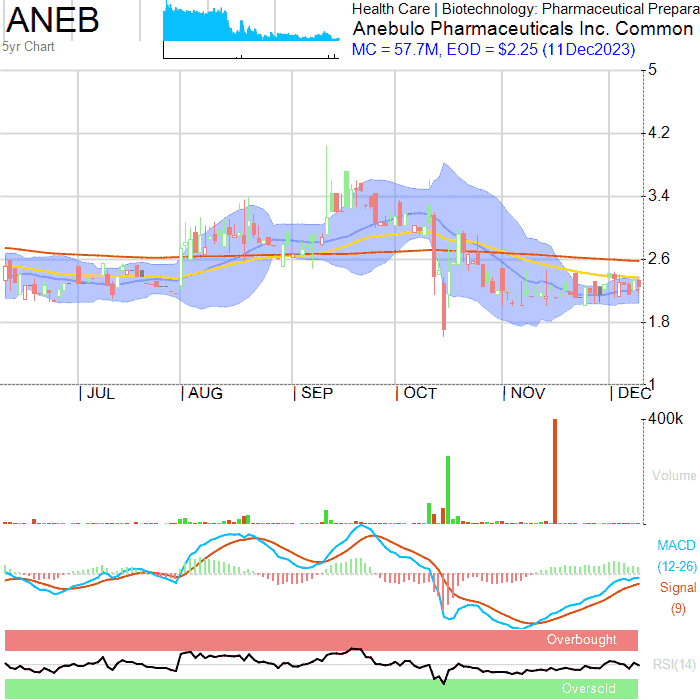 ANEB
5yr Chart
Health Care | Biotechnology: Pharmaceutical Prepara
Anebulo Pharmaceuticals Inc. Common
MC = 57.7M, EOD = $2.25 (11Dec2023)
5
4.2
3.4
2.6
1.8
1
JUL AUG SEP OCT NOV DEC
400k
Volume
MACD
(12-26)
Signal
(9)
Overbought
RSI(14)
Oversold